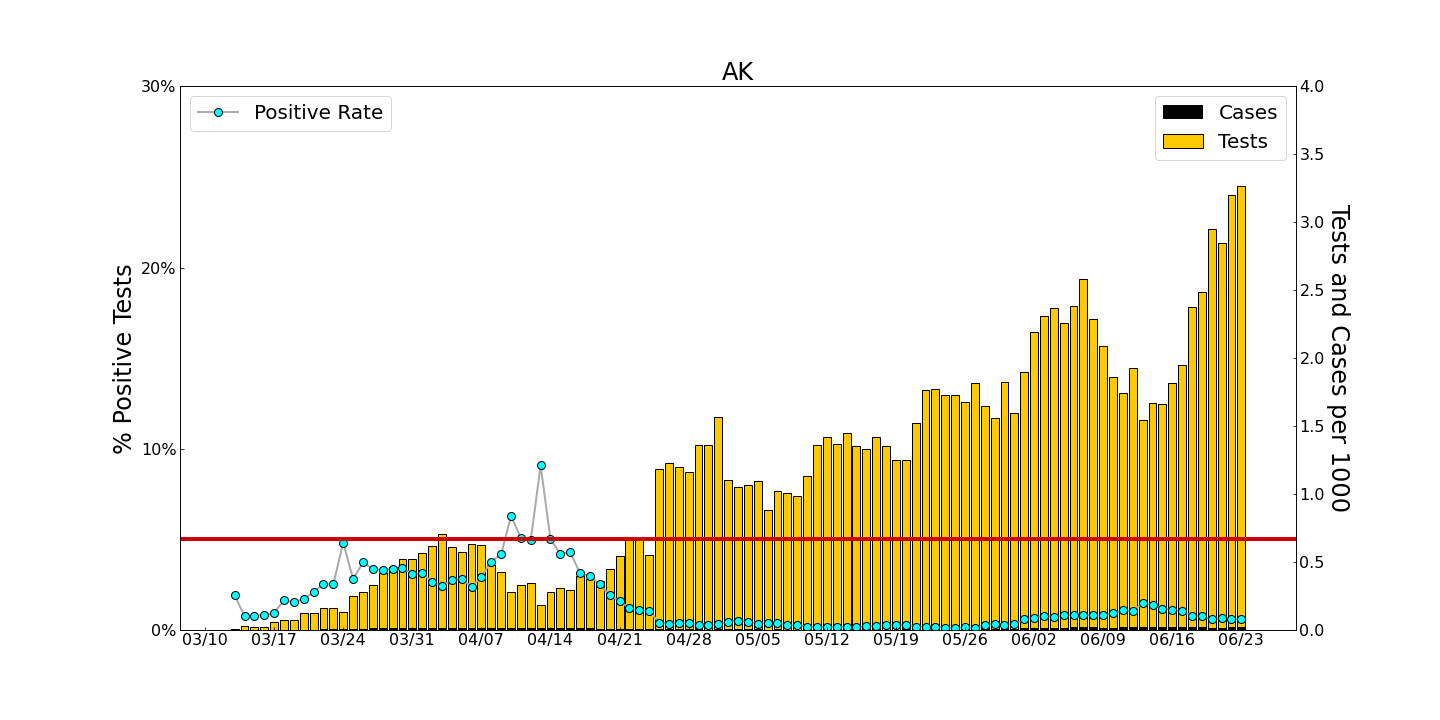 AK
30%
20%
10%
0%
% Positive Tests
Positive Rate
Cases
Tests
4.0
3.5
3.0
2.5
2.0
1.5
1.0
0.5
0.0
Tests and Cases per 1000
03/10 03/17 03/24 03/31 04/07 04/14 04/21 04/28 05/05 05/12 05/19 05/26 06/02 06/09 06/16 06/23